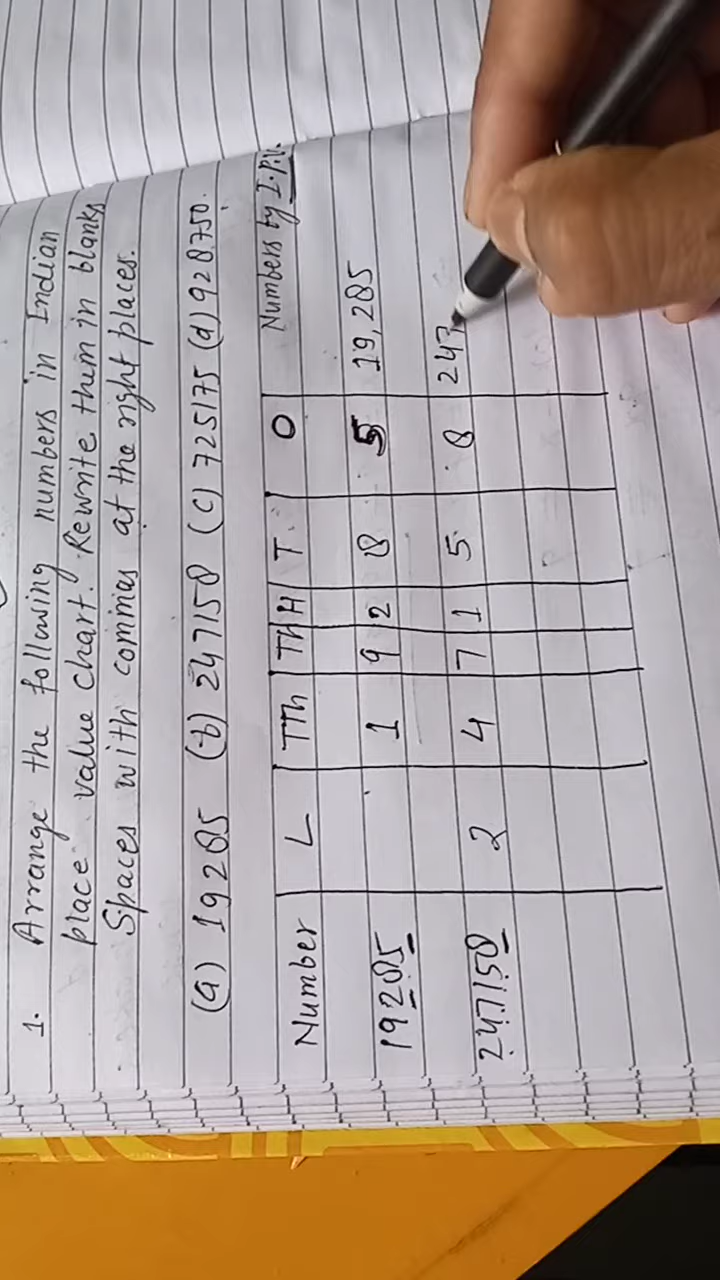 1. Arrange the following numbers in Indian
place value chart. Rewrite them in blanks
Spaces with commas at the right places.
(a) 19285 (b) 247158 (c) 725175 (d) 928750.
Number L TTh Th H T O Numbers by I.P.V.
19285 1 9 2 8 5 19,285
247158 2 4 7 1 5 8 247